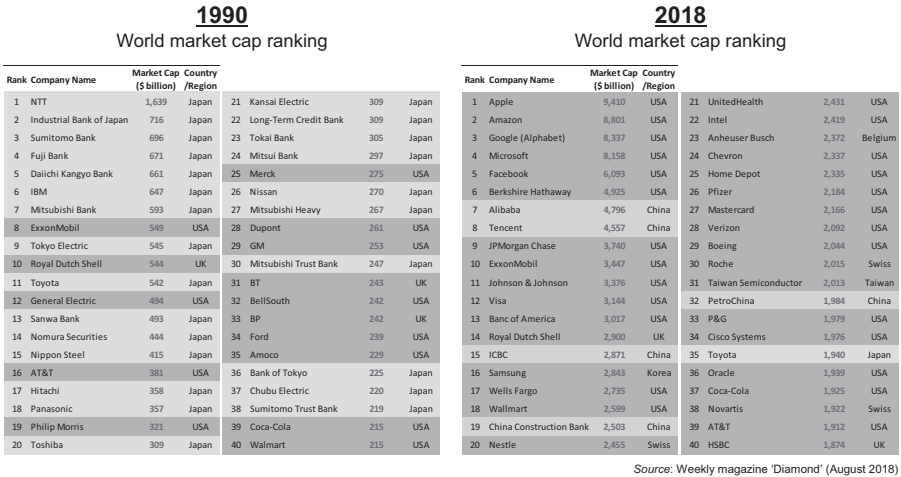 1990
World market cap ranking
Rank Company Name Market Cap ($ billion) Country /Region
1 NTT 1,639 Japan
2 Industrial Bank of Japan 716 Japan
3 Sumitomo Bank 696 Japan
4 Fuji Bank 671 Japan
5 Daiichi Kangyo Bank 661 Japan
6 IBM 647 Japan
7 Mitsubishi Bank 593 Japan
8 ExxonMobil 549 USA
9 Tokyo Electric 545 Japan
10 Royal Dutch Shell 544 UK
11 Toyota 542 Japan
12 General Electric 494 USA
13 Sanwa Bank 493 Japan
14 Nomura Securities 444 Japan
15 Nippon Steel 415 Japan
16 AT&T 381 USA
17 Hitachi 358 Japan
18 Panasonic 357 Japan
19 Philip Morris 321 USA
20 Toshiba 309 Japan
21 Kansai Electric 309 Japan
22 Long-Term Credit Bank 309 Japan
23 Tokai Bank 305 Japan
24 Mitsui Bank 297 Japan
25 Merck 275 USA
26 Nissan 270 Japan
27 Mitsubishi Heavy 267 Japan
28 Dupont 261 USA
29 GM 253 USA
30 Mitsubishi Trust Bank 247 Japan
31 BT 243 UK
32 BellSouth 242 USA
33 BP 242 UK
34 Ford 239 USA
35 Amoco 229 USA
36 Bank of Tokyo 225 Japan
37 Chubu Electric 220 Japan
38 Sumitomo Trust Bank 219 Japan
39 Coca-Cola 215 USA
40 Walmart 215 USA
2018
World market cap ranking
Rank Company Name Market Cap ($ billion) Country /Region
1 Apple 9,410 USA
2 Amazon 8,801 USA
3 Google (Alphabet) 8,337 USA
4 Microsoft 8,158 USA
5 Facebook 6,093 USA
6 Berkshire Hathaway 4,925 USA
7 Alibaba 4,796 China
8 Tencent 4,557 China
9 JPMorgan Chase 3,740 USA
10 ExxonMobil 3,447 USA
11 Johnson & Johnson 3,376 USA
12 Visa 3,144 USA
13 Banc of America 3,017 USA
14 Royal Dutch Shell 2,900 UK
15 ICBC 2,871 China
16 Samsung 2,843 Korea
17 Wells Fargo 2,735 USA
18 Wallmart 2,599 USA
19 China Construction Bank 2,503 China
20 Nestle 2,455 Swiss
21 UnitedHealth 2,431 USA
22 Intel 2,419 USA
23 Anheuser Busch 2,372 Belgium
24 Chevron 2,337 USA
25 Home Depot 2,335 USA
26 Pfizer 2,184 USA
27 Mastercard 2,166 USA
28 Verizon 2,092 USA
29 Boeing 2,044 USA
30 Roche 2,015 Swiss
31 Taiwan Semiconductor 2,013 Taiwan
32 PetroChina 1,984 China
33 P&G 1,979 USA
34 Cisco Systems 1,976 USA
35 Toyota 1,940 Japan
36 Oracle 1,939 USA
37 Coca-Cola 1,925 USA
38 Novartis 1,922 Swiss
39 AT&T 1,912 USA
40 HSBC 1,874 UK
Source: Weekly magazine ‘Diamond’ (August 2018)